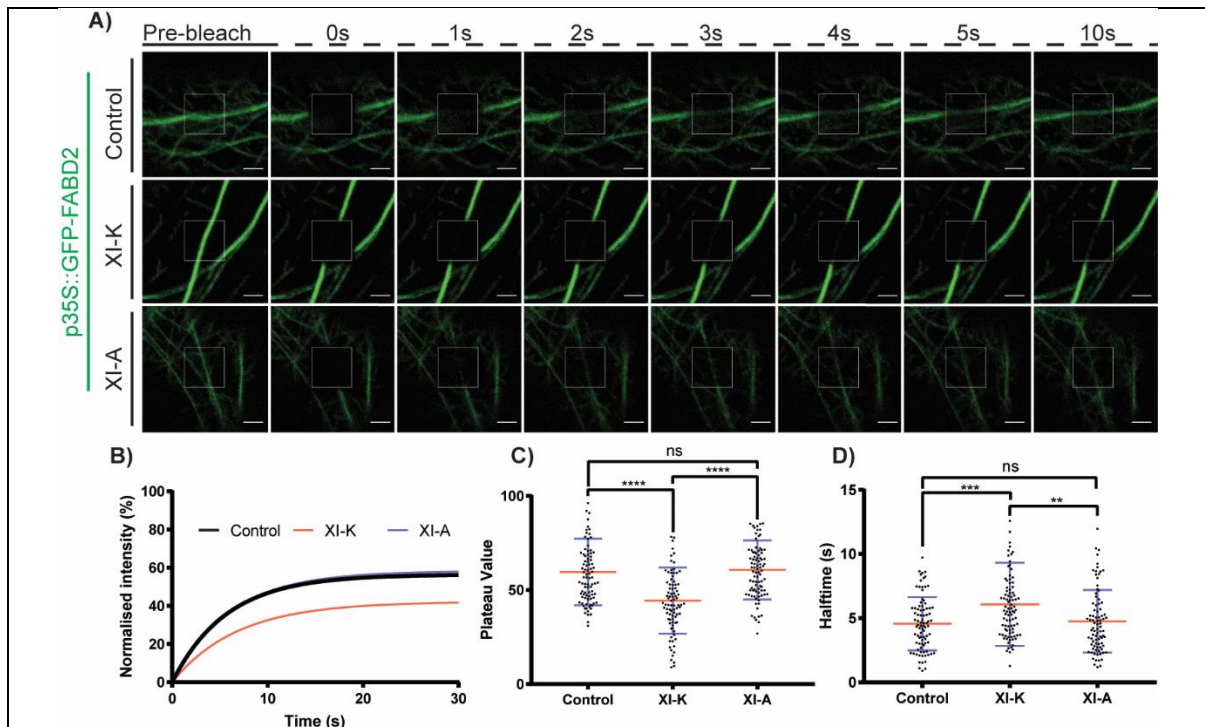 A)
Pre-bleach 0s 1s 2s 3s 4s 5s 10s
p35S::GFP-FABD2
Control
XI-K
XI-A
B)
Normalised intensity (%)
100
80
60
40
20
0
Control XI-K XI-A
0 10 20 30
Time (s)
C)
ns
**** ****
Plateau Value
100
50
0
Control XI-K XI-A
D)
ns
*** **
Halftime (s)
15
10
5
0
Control XI-K XI-A